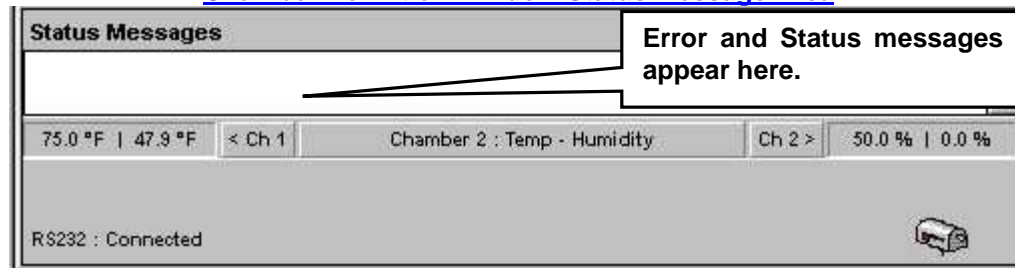 Status Messages
Error and Status messages
appear here.
75.0 °F | 47.9 °F < Ch 1 Chamber 2 : Temp - Humidity Ch 2 > 50.0 % | 0.0 %
RS232 : Connected